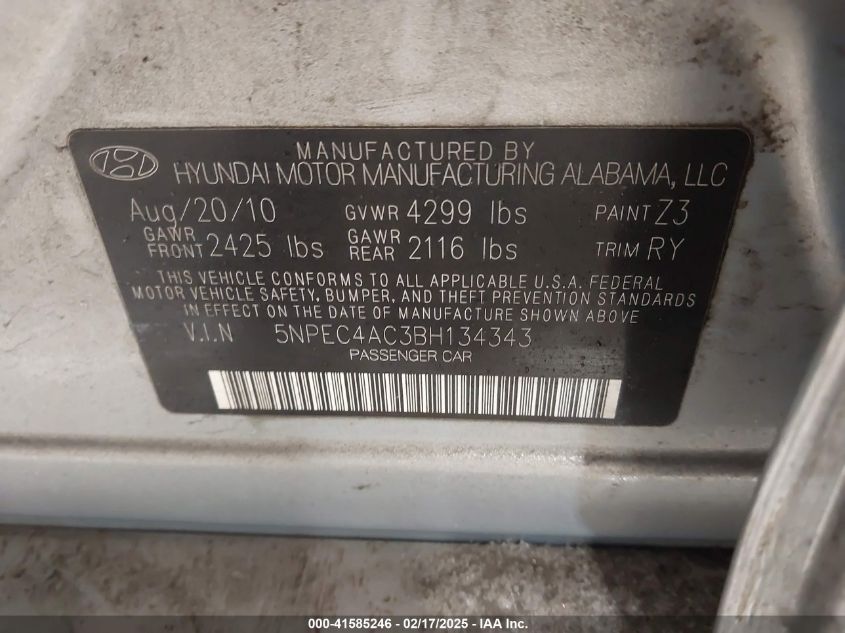 MANUFACTURED BY
HYUNDAI MOTOR MANUFACTURING ALABAMA, LLC
Aug/20/10 GVWR 4299 lbs PAINT Z3
GAWR FRONT 2425 lbs GAWR REAR 2116 lbs TRIM RY
THIS VEHICLE CONFORMS TO ALL APPLICABLE U.S.A. FEDERAL
MOTOR VEHICLE SAFETY, BUMPER, AND THEFT PREVENTION STANDARDS
IN EFFECT ON THE DATE OF MANUFACTURE SHOWN ABOVE
V.I.N 5NPEC4AC3BH134343
PASSENGER CAR
000-41585246 - 02/17/2025 - IAA Inc.